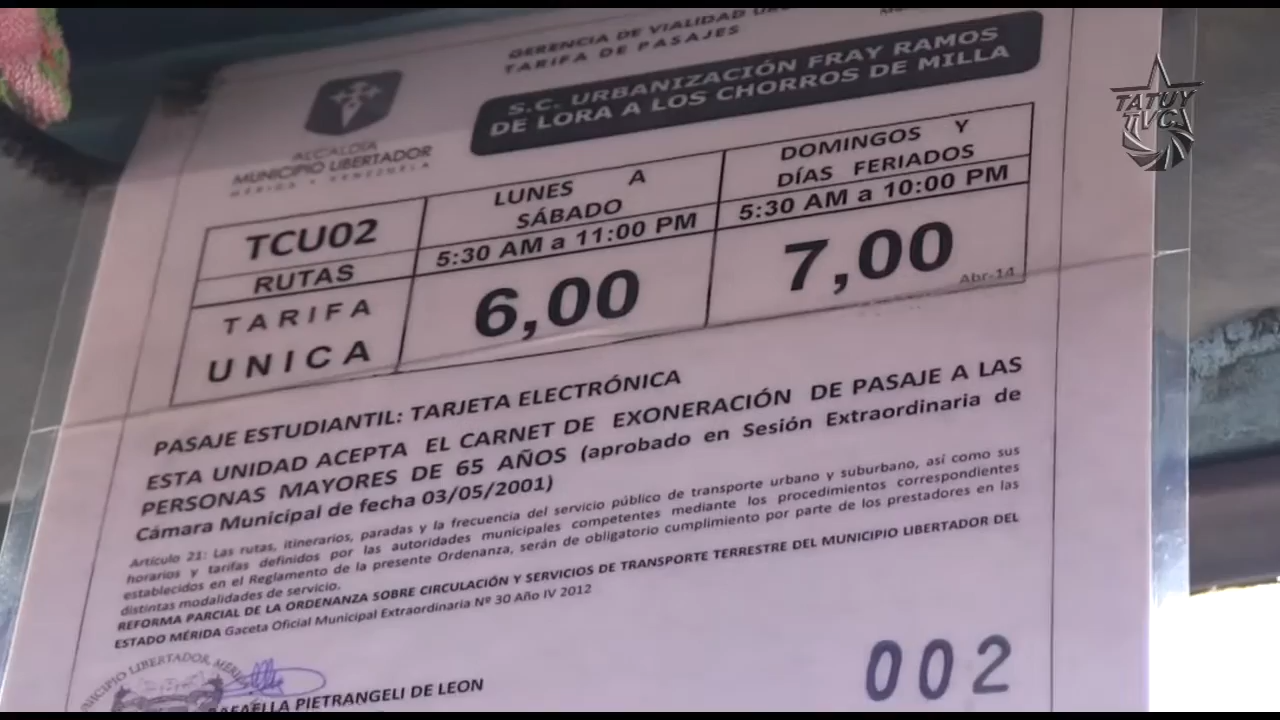 GERENCIA DE VIALIDAD
TARIFA DE PASAJES
S.C. URBANIZACIÓN FRAY RAMOS
DE LORA A LOS CHORROS DE MILLA
TATUY
TVC
ALCALDÍA
MUNICIPIO LIBERTADOR
MÉRIDA • VENEZUELA
TCU02
LUNES A
SÁBADO
DOMINGOS Y
DÍAS FERIADOS
RUTAS
5:30 AM a 11:00 PM
5:30 AM a 10:00 PM
TARIFA
UNICA
6,00
7,00
Abr-14
PASAJE ESTUDIANTIL: TARJETA ELECTRÓNICA
ESTA UNIDAD ACEPTA EL CARNET DE EXONERACIÓN DE PASAJE A LAS
PERSONAS MAYORES DE 65 AÑOS (aprobado en Sesión Extraordinaria de
Cámara Municipal de fecha 03/05/2001)
Artículo 21: Las rutas, itinerarios, paradas y la frecuencia del servicio público de transporte urbano y suburbano, así como sus
horarios y tarifas definidos por las autoridades municipales competentes mediante los procedimientos correspondientes
establecidos en el Reglamento de la presente Ordenanza, serán de obligatorio cumplimiento por parte de los prestadores en las
distintas modalidades de servicio.
REFORMA PARCIAL DE LA ORDENANZA SOBRE CIRCULACIÓN Y SERVICIOS DE TRANSPORTE TERRESTRE DEL MUNICIPIO LIBERTADOR DEL
ESTADO MÉRIDA Gaceta Oficial Municipal Extraordinaria Nº 30 Año IV 2012
MUNICIPIO LIBERTADOR,
RAFAELLA PIETRANGELI DE LEON
002